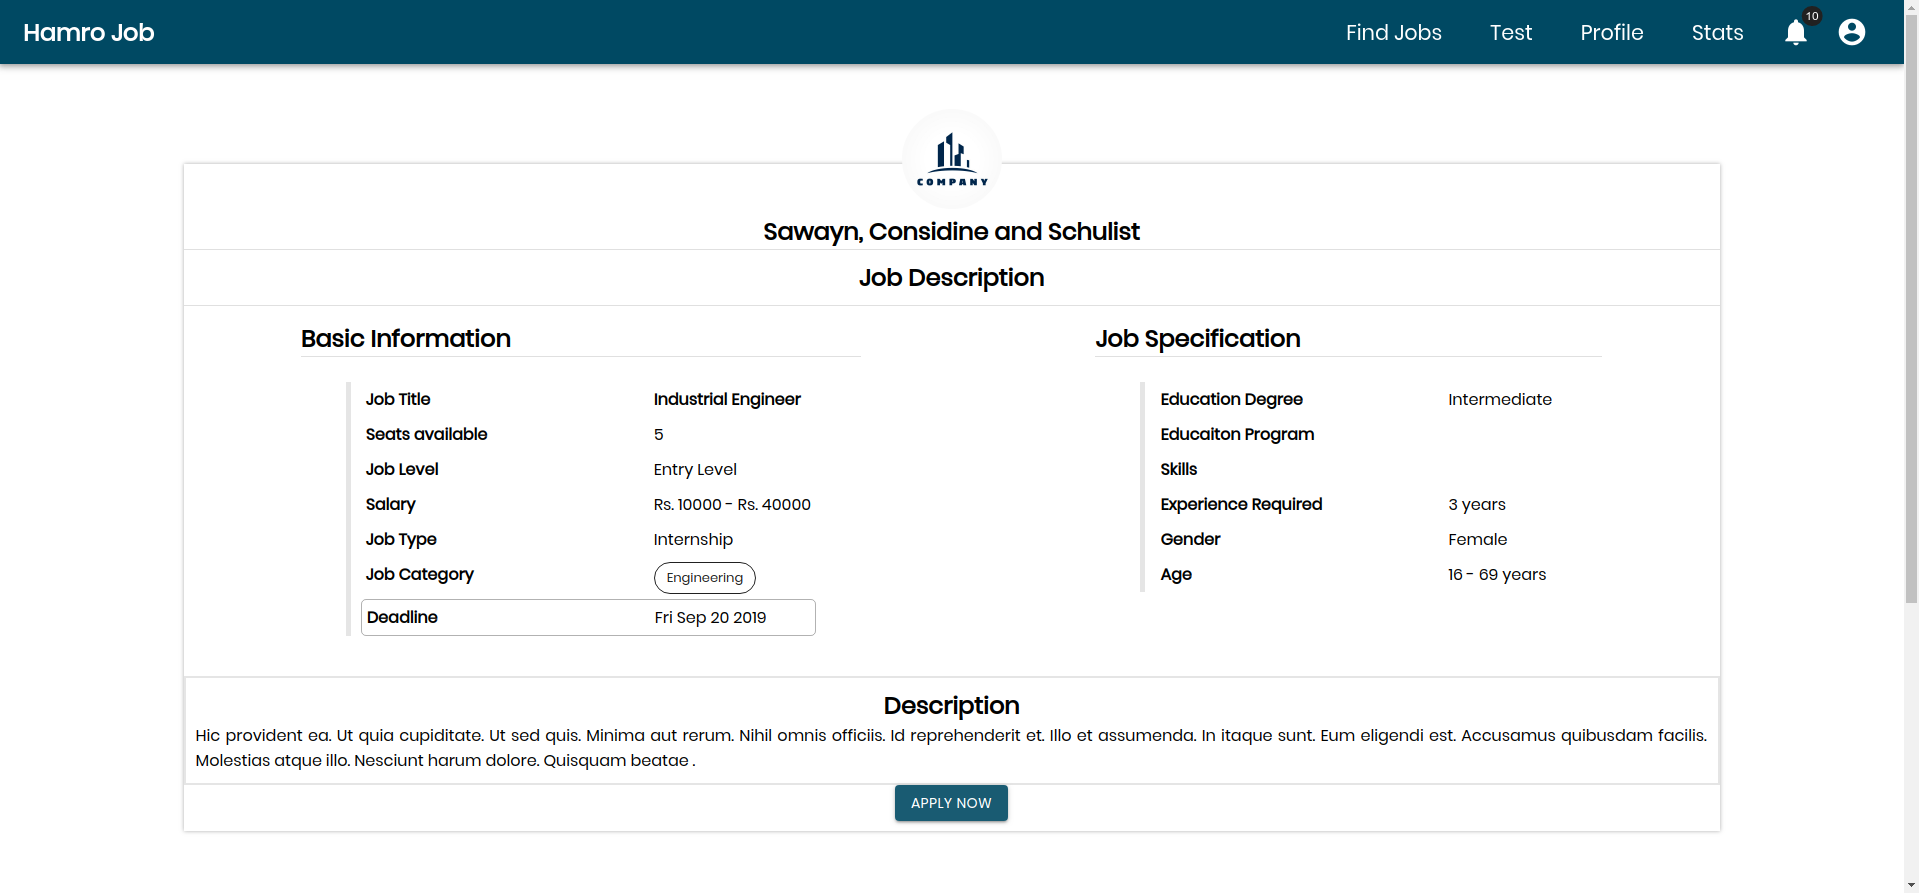 Hamro Job
Find Jobs Test Profile Stats 10
COMPANY
Sawayn, Considine and Schulist
Job Description
Basic Information
Job Title Industrial Engineer
Seats available 5
Job Level Entry Level
Salary Rs. 10000 - Rs. 40000
Job Type Internship
Job Category Engineering
Deadline Fri Sep 20 2019
Job Specification
Education Degree Intermediate
Educaiton Program
Skills
Experience Required 3 years
Gender Female
Age 16 - 69 years
Description
Hic provident ea. Ut quia cupiditate. Ut sed quis. Minima aut rerum. Nihil omnis officiis. Id reprehenderit et. Illo et assumenda. In itaque sunt. Eum eligendi est. Accusamus quibusdam facilis.
Molestias atque illo. Nesciunt harum dolore. Quisquam beatae .
APPLY NOW